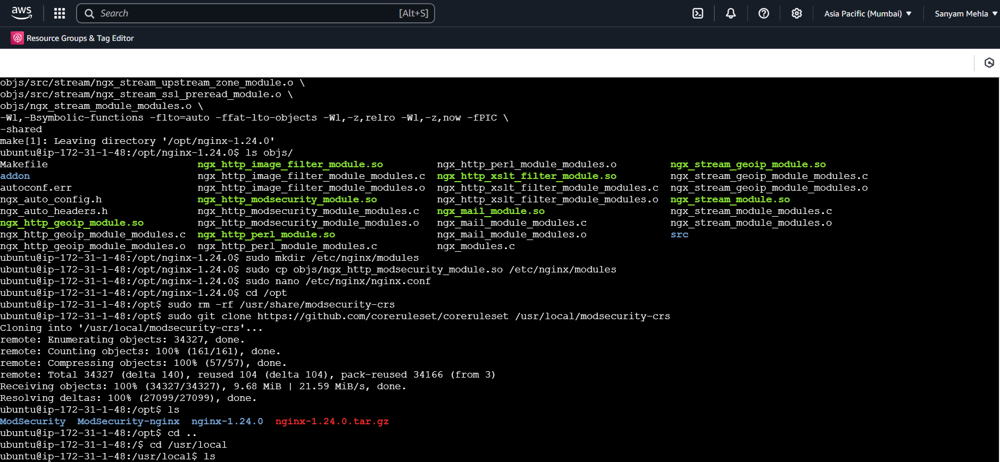 aws Search [Alt+S] Asia Pacific (Mumbai) Sanyam Mehla
Resource Groups & Tag Editor
objs/src/stream/ngx_stream_upstream_zone_module.o \
objs/src/stream/ngx_stream_ssl_preread_module.o \
objs/ngx_stream_module_modules.o \
-Wl,-Bsymbolic-functions -flto=auto -ffat-lto-objects -Wl,-z,relro -Wl,-z,now -fPIC \
-shared
make[1]: Leaving directory '/opt/nginx-1.24.0'
ubuntu@ip-172-31-1-48:/opt/nginx-1.24.0$ ls objs/
Makefile ngx_http_image_filter_module.so ngx_http_perl_module_modules.o ngx_stream_geoip_module.so
addon ngx_http_image_filter_module_modules.c ngx_http_xslt_filter_module.so ngx_stream_geoip_module_modules.c
autoconf.err ngx_http_image_filter_module_modules.o ngx_http_xslt_filter_module_modules.c ngx_stream_geoip_module_modules.o
ngx_auto_config.h ngx_http_modsecurity_module.so ngx_http_xslt_filter_module_modules.o ngx_stream_module.so
ngx_auto_headers.h ngx_http_modsecurity_module_modules.c ngx_mail_module.so ngx_stream_module_modules.c
ngx_http_geoip_module.so ngx_http_modsecurity_module_modules.o ngx_mail_module_modules.c ngx_stream_module_modules.o
ngx_http_geoip_module_modules.c ngx_http_perl_module.so ngx_mail_module_modules.o src
ngx_http_geoip_module_modules.o ngx_http_perl_module_modules.c ngx_modules.c
ubuntu@ip-172-31-1-48:/opt/nginx-1.24.0$ sudo mkdir /etc/nginx/modules
ubuntu@ip-172-31-1-48:/opt/nginx-1.24.0$ sudo cp objs/ngx_http_modsecurity_module.so /etc/nginx/modules
ubuntu@ip-172-31-1-48:/opt/nginx-1.24.0$ sudo nano /etc/nginx/nginx.conf
ubuntu@ip-172-31-1-48:/opt/nginx-1.24.0$ cd /opt
ubuntu@ip-172-31-1-48:/opt$ sudo rm -rf /usr/share/modsecurity-crs
ubuntu@ip-172-31-1-48:/opt$ sudo git clone https://github.com/coreruleset/coreruleset /usr/local/modsecurity-crs
Cloning into '/usr/local/modsecurity-crs'...
remote: Enumerating objects: 34327, done.
remote: Counting objects: 100% (161/161), done.
remote: Compressing objects: 100% (57/57), done.
remote: Total 34327 (delta 140), reused 104 (delta 104), pack-reused 34166 (from 3)
Receiving objects: 100% (34327/34327), 9.68 MiB | 21.59 MiB/s, done.
Resolving deltas: 100% (27099/27099), done.
ubuntu@ip-172-31-1-48:/opt$ ls
ModSecurity ModSecurity-nginx nginx-1.24.0 nginx-1.24.0.tar.gz
ubuntu@ip-172-31-1-48:/opt$ cd ..
ubuntu@ip-172-31-1-48:/$ cd /usr/local
ubuntu@ip-172-31-1-48:/usr/local$ ls